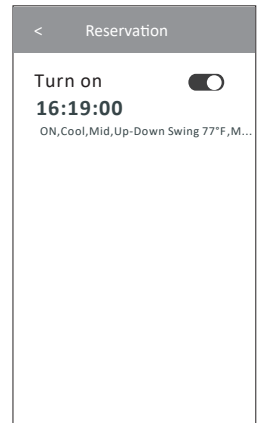 < Reservation
Turn on
16:19:00
ON,Cool,Mid,Up-Down Swing 77°F,M...